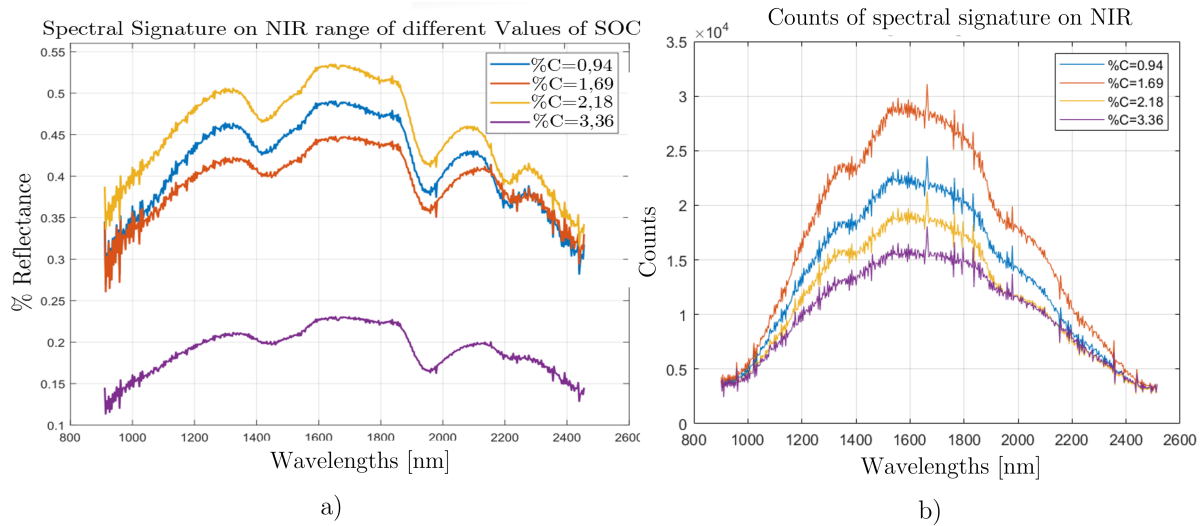 Spectral Signature on NIR range of different Values of SOC
0.55
0.5
0.45
0.4
0.35
0.3
0.25
0.2
0.15
0.1
% Reflectance
%C=0,94
%C=1,69
%C=2,18
%C=3,36
800 1000 1200 1400 1600 1800 2000 2200 2400 2600
Wavelengths [nm]
a)
Counts of spectral signature on NIR
×10⁴
3.5
3
2.5
2
1.5
1
0.5
0
Counts
%C=0.94
%C=1.69
%C=2.18
%C=3.36
800 1000 1200 1400 1600 1800 2000 2200 2400 2600
Wavelengths [nm]
b)